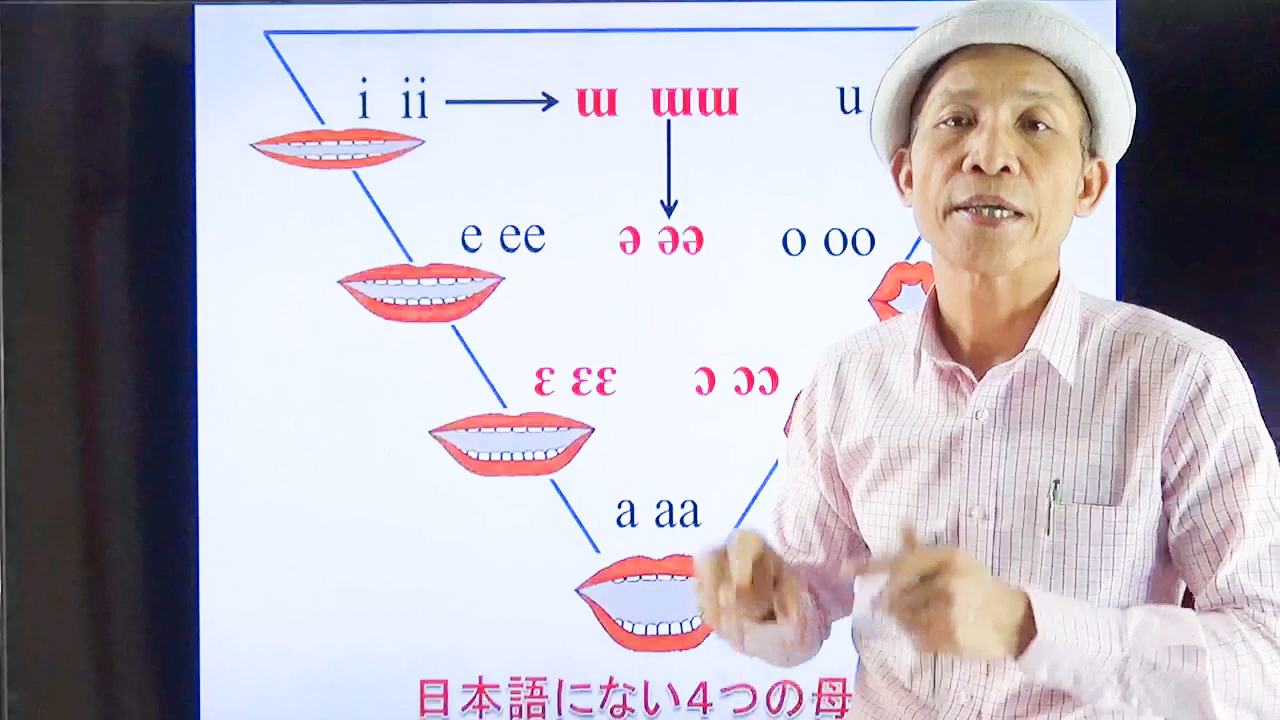 i ii ɯ ɯɯ u
e ee ə əə o oo
ɛ ɛɛ ɔ ɔɔ
a aa
日本語にない4つの母